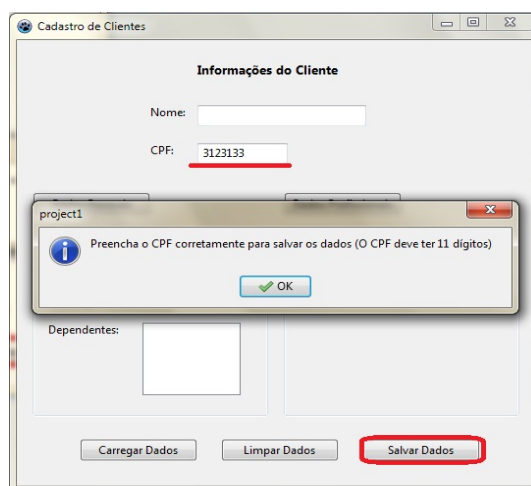 Cadastro de Clientes
Informações do Cliente
Nome:
CPF: 3123133
project1
Preencha o CPF corretamente para salvar os dados (O CPF deve ter 11 dígitos)
OK
Dependentes:
Carregar Dados Limpar Dados Salvar Dados